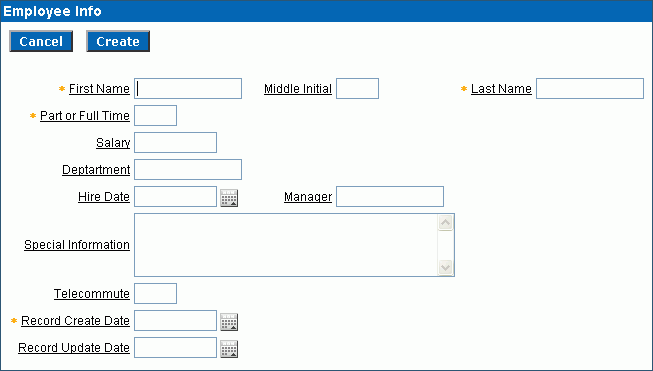 Employee Info
Cancel Create
* First Name Middle Initial * Last Name
* Part or Full Time
Salary
Deptartment
Hire Date Manager
Special Information
Telecommute
* Record Create Date
Record Update Date